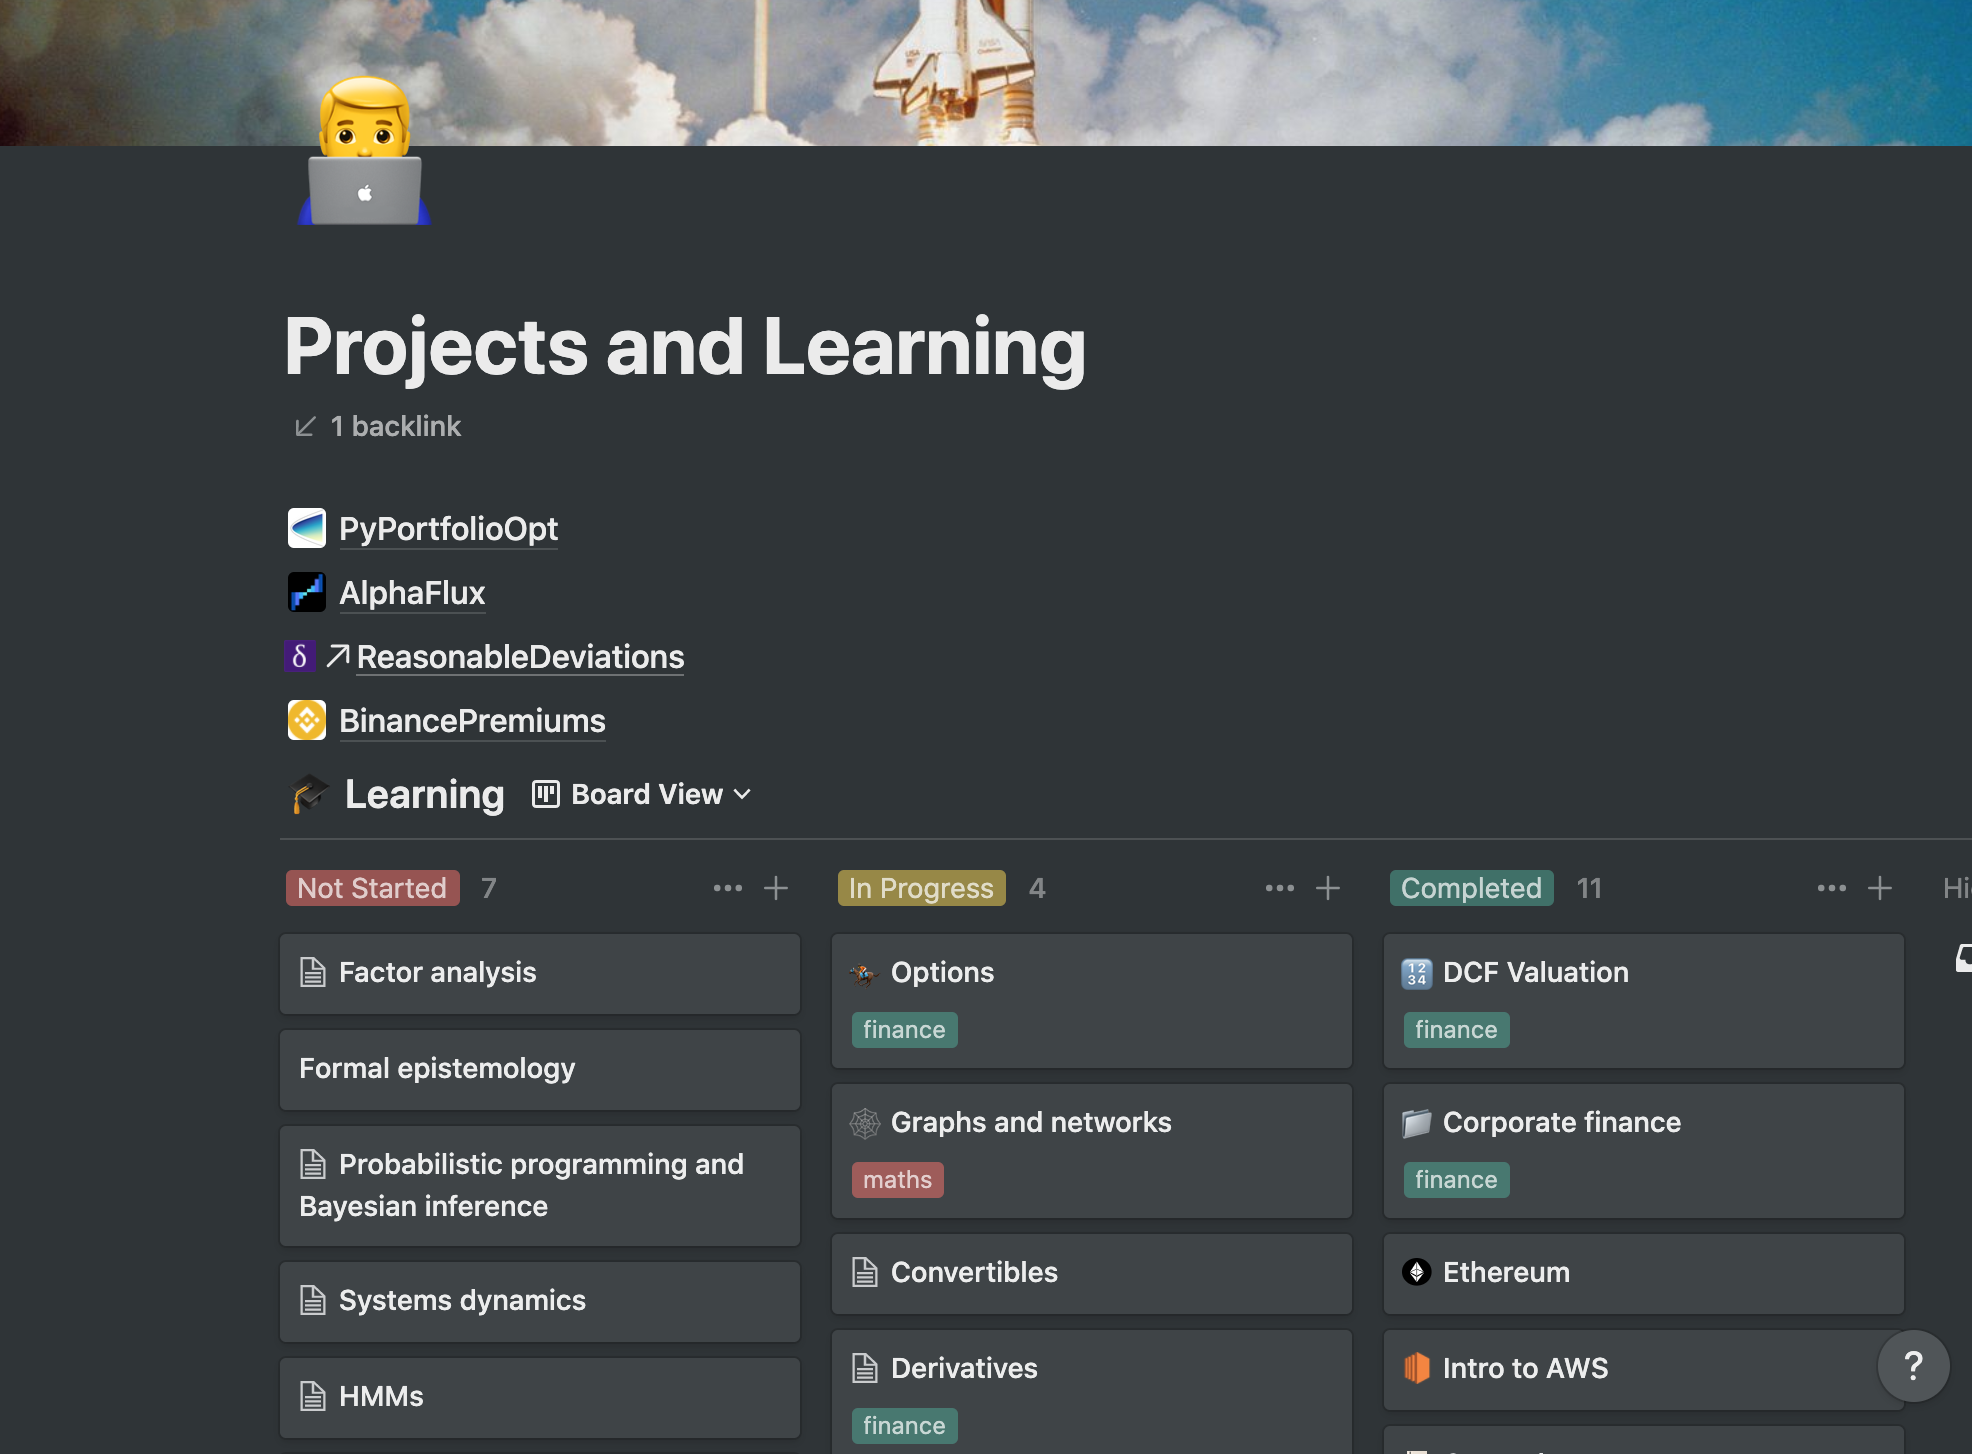 USA
Projects and Learning
1 backlink
PyPortfolioOpt
AlphaFlux
δ ReasonableDeviations
BinancePremiums
Learning Board View
Not Started 7
Factor analysis
Formal epistemology
Probabilistic programming and
Bayesian inference
Systems dynamics
HMMs
In Progress 4
Options
finance
Graphs and networks
maths
Convertibles
Derivatives
finance
Completed 11
1234 DCF Valuation
finance
Corporate finance
finance
Ethereum
Intro to AWS
?